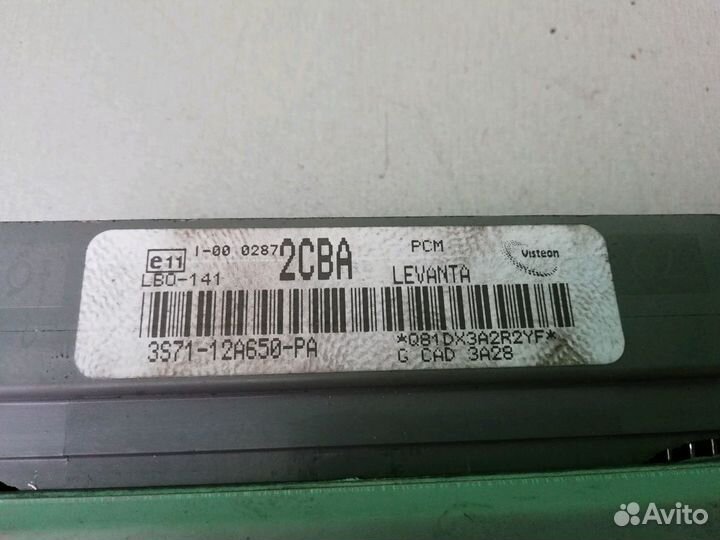 e11 I-00 0287 2CBA PCM Visteon
LBO-141 LEVANTA
3S71-12A650-PA *Q81DX3A2R2YF*
G CAD 3A28
Avito